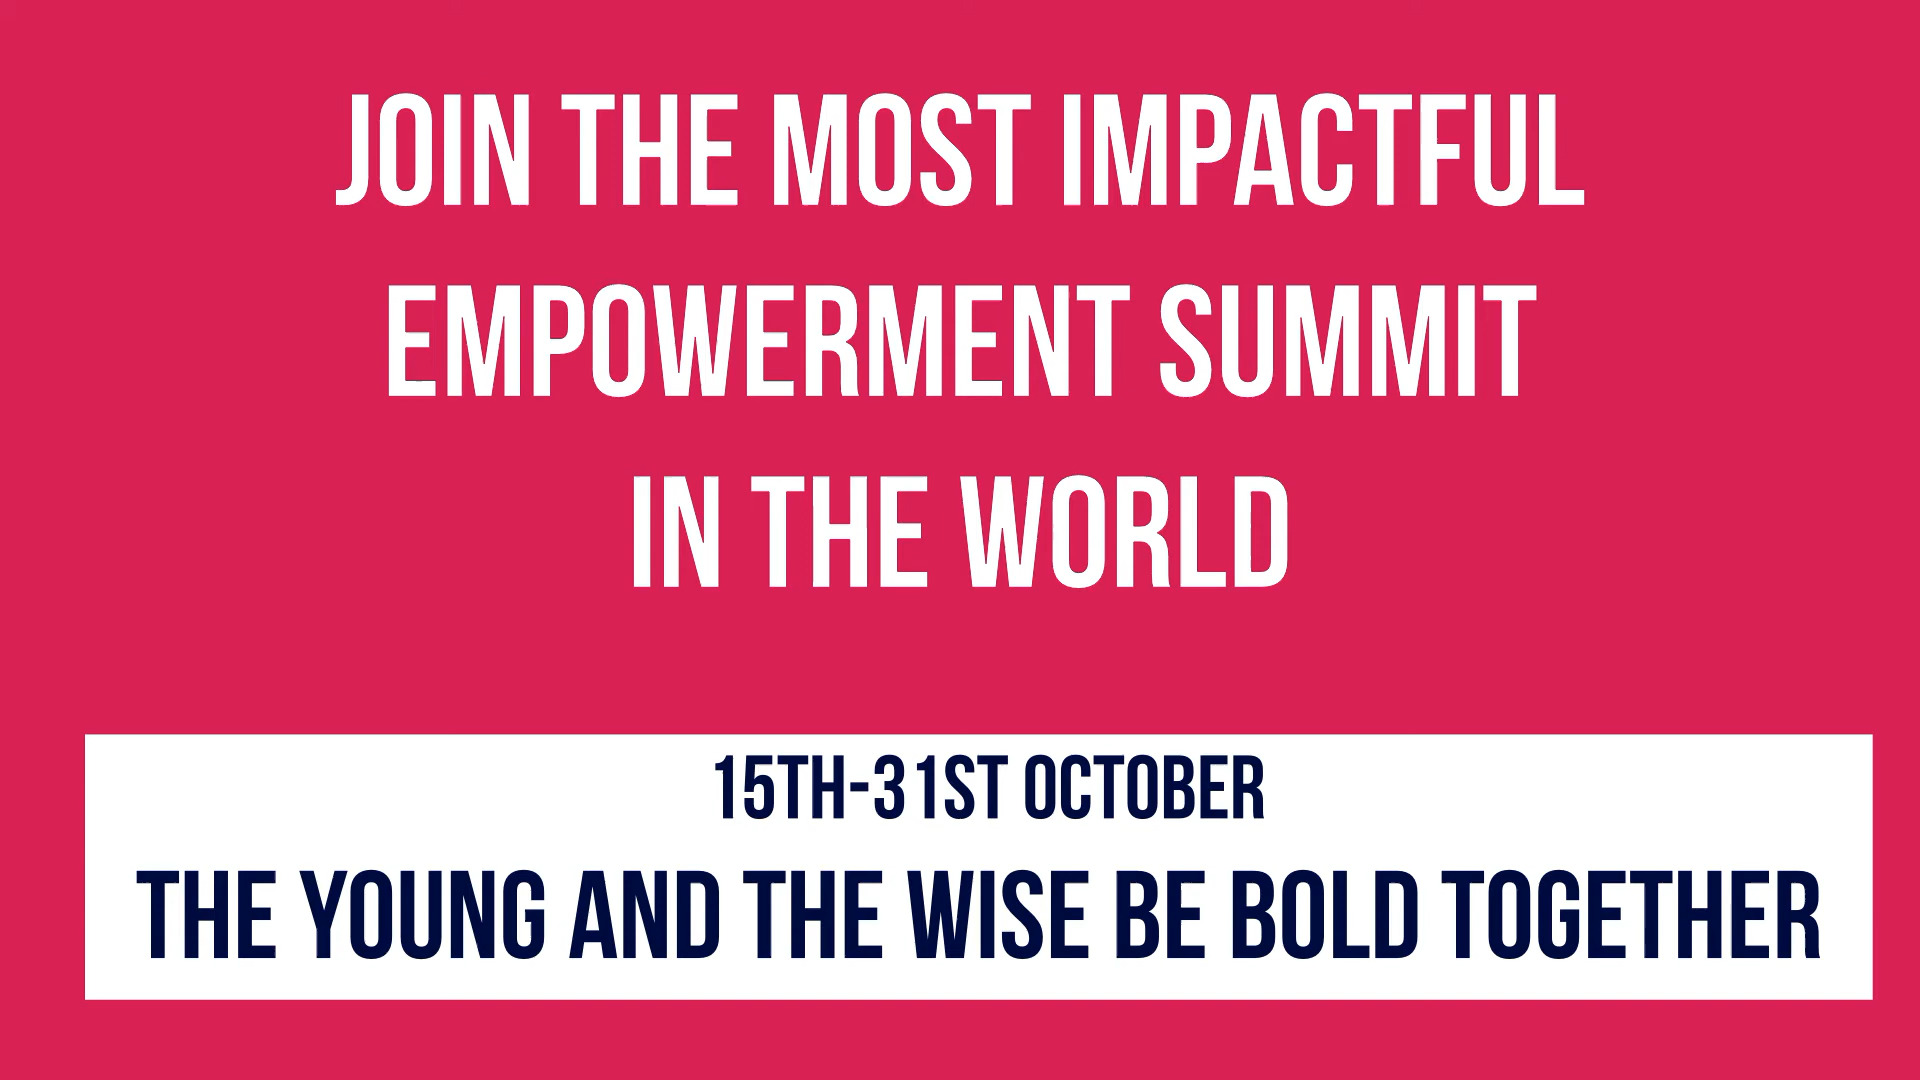 JOIN THE MOST IMPACTFUL
EMPOWERMENT SUMMIT
IN THE WORLD
15TH-31ST OCTOBER
THE YOUNG AND THE WISE BE BOLD TOGETHER